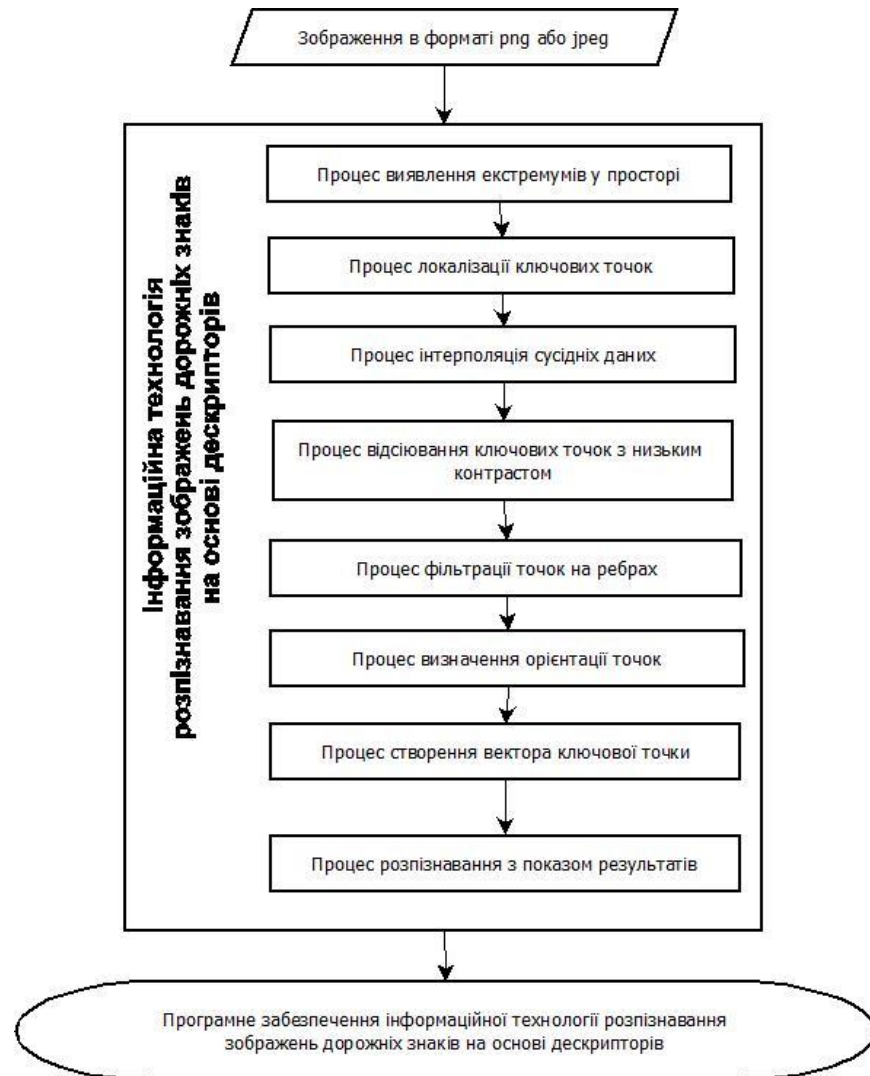 Зображення в форматі png або jpeg
Інформаційна технологія
розпізнавання зображень дорожніх знаків
на основі дескрипторів
Процес виявлення екстремумів у просторі
Процес локалізації ключових точок
Процес інтерполяція сусідніх даних
Процес відсіювання ключових точок з низьким
контрастом
Процес фільтрації точок на ребрах
Процес визначення орієнтації точок
Процес створення вектора ключової точки
Процес розпізнавання з показом результатів
Програмне забезпечення інформаційної технології розпізнавання
зображень дорожніх знаків на основі дескрипторів